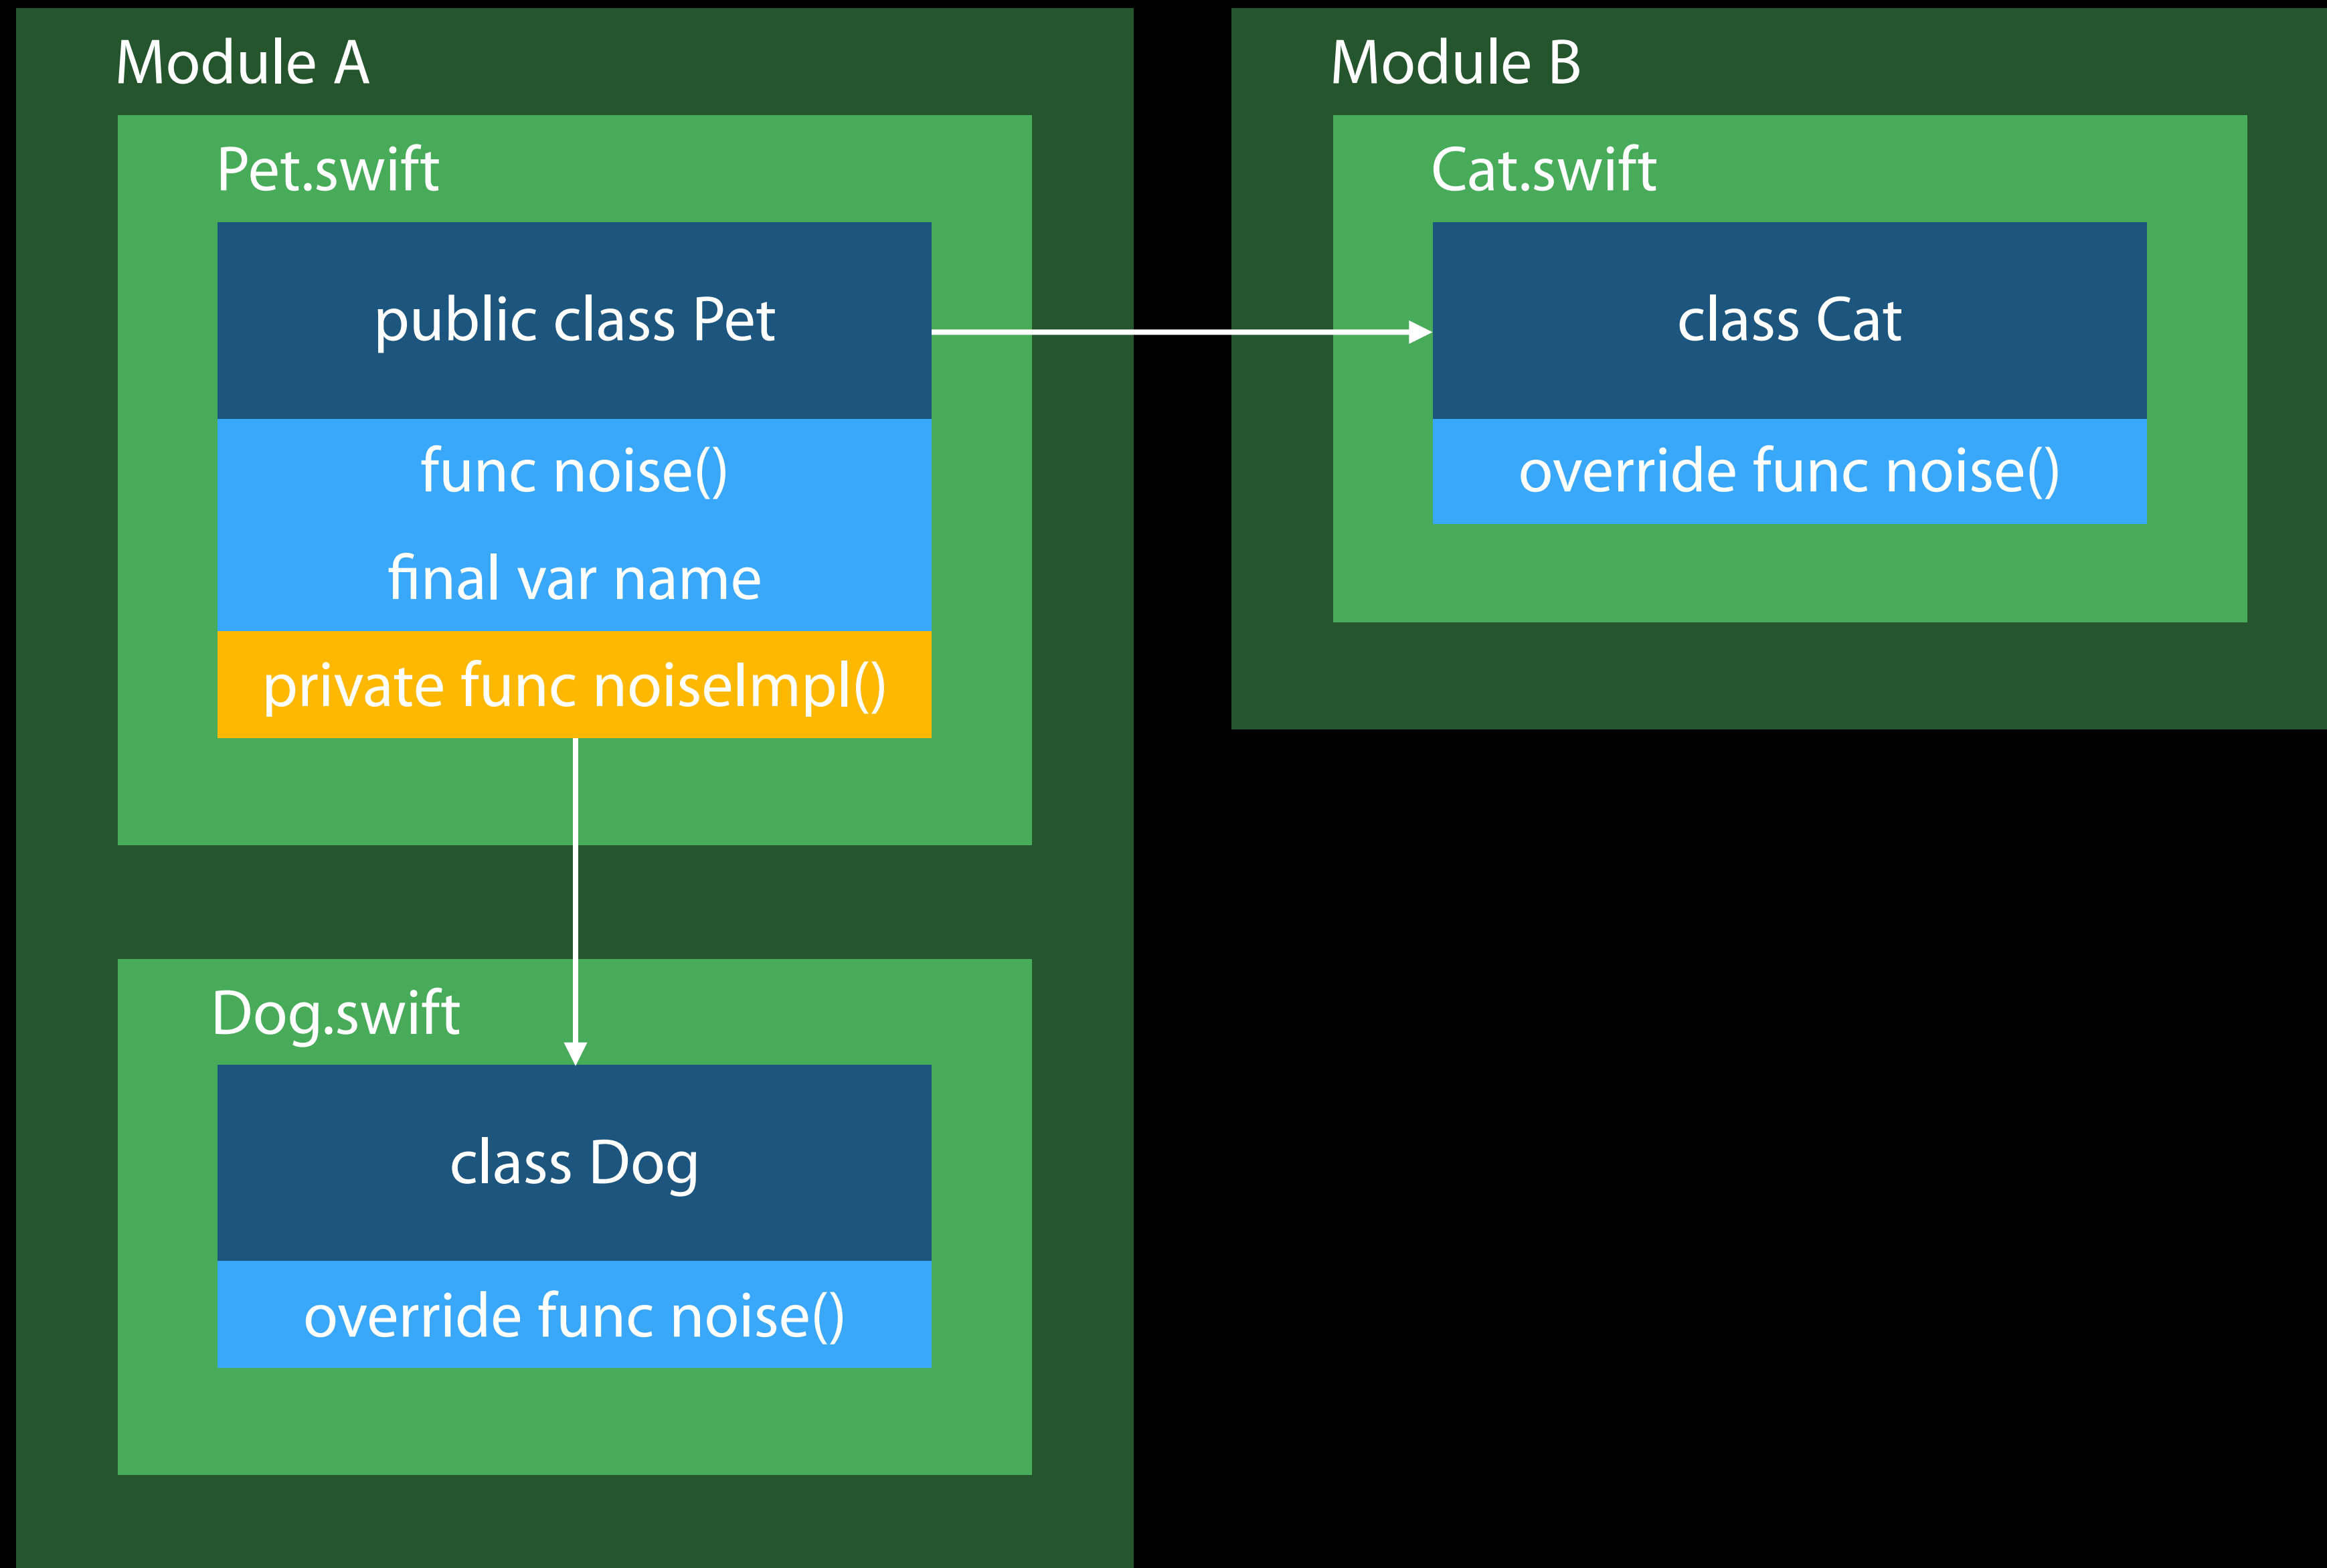 Module A
Pet.swift
public class Pet
func noise()
final var name
private func noiseImpl()
Dog.swift
class Dog
override func noise()
Module B
Cat.swift
class Cat
override func noise()